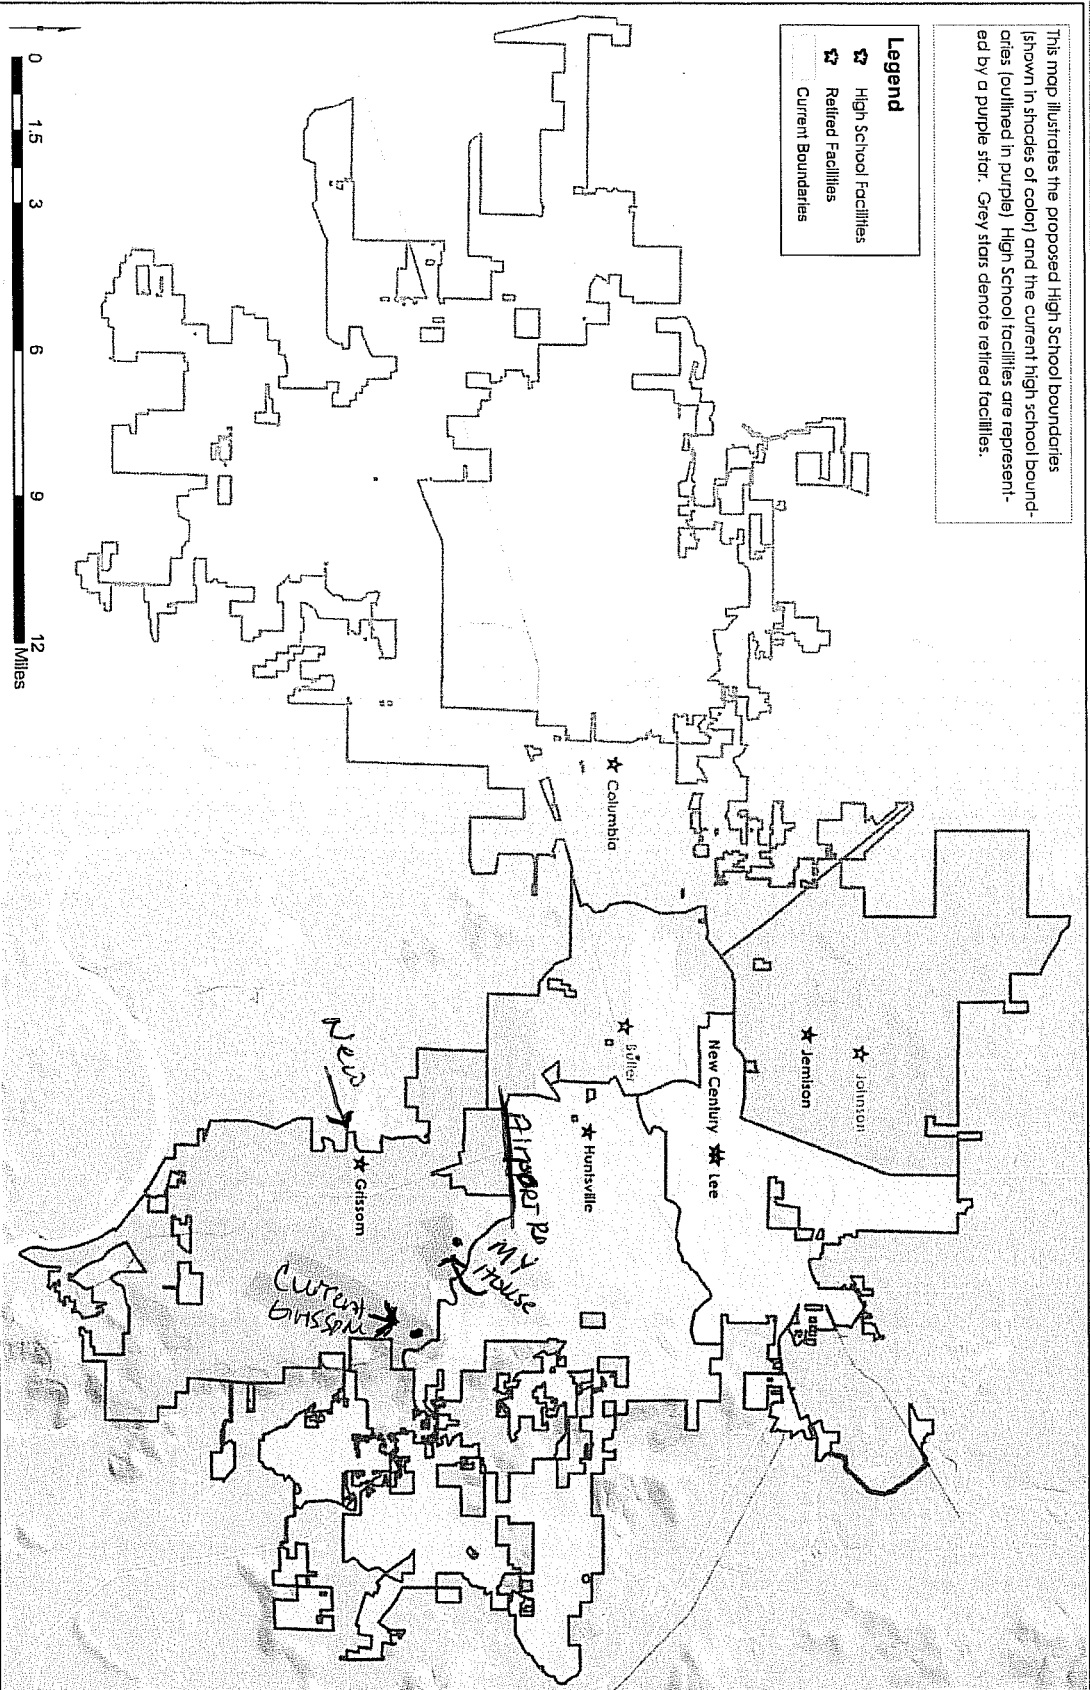 This map illustrates the proposed High School boundaries
(shown in shades of color) and the current high school bound-
aries (outlined in purple) High School facilities are represent-
ed by a purple star. Grey stars denote retired facilities.
Legend
High School Facilities
Retired Facilities
Current Boundaries
Johnson
Jemison
New Century
Lee
Butler
Columbia
Huntsville
Airport RD
My
House
Grissom
New
Current
Grissom
0
1.5
3
6
9
12
Miles